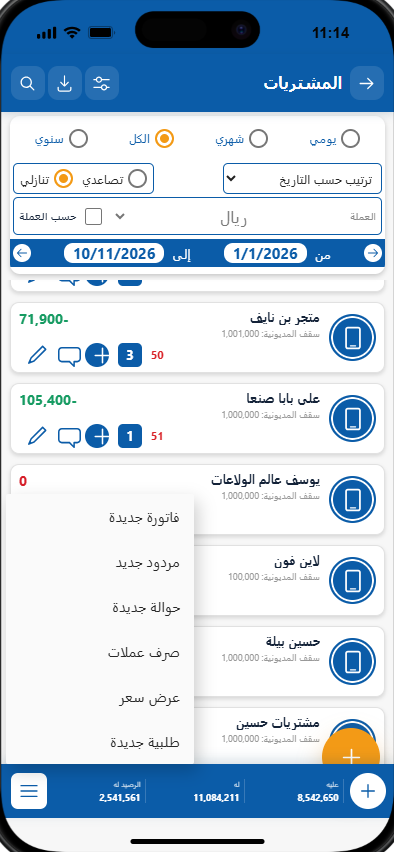 11:14
المشتريات
يومي
شهري
الكل
سنوي
ترتيب حسب التاريخ
تصاعدي
تنازلي
العملة
ريال
حسب العملة
من
1/1/2026
إلى
10/11/2026
متجر بن نايف
71,900-
سقف المديونية: 1,001,000
3
50
علي بابا صنعا
105,400-
سقف المديونية: 1,000,000
1
51
يوسف عالم الولاعات
0
سقف المديونية: 1,000,000
لاين فون
سقف المديونية: 100,000
حسين بيلة
سقف المديونية: 1,000,000
مشتريات حسين
سقف المديونية: 1,000,000
فاتورة جديدة
مردود جديد
حوالة جديدة
صرف عملات
عرض سعر
طلبية جديدة
عليه
8,542,650
له
11,084,211
الرصيد له
2,541,561